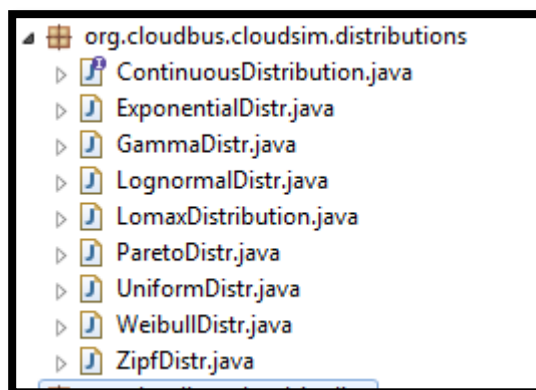 org.cloudbus.cloudsim.distributions
ContinuousDistribution.java
ExponentialDistr.java
GammaDistr.java
LognormalDistr.java
LomaxDistribution.java
ParetoDistr.java
UniformDistr.java
WeibullDistr.java
ZipfDistr.java